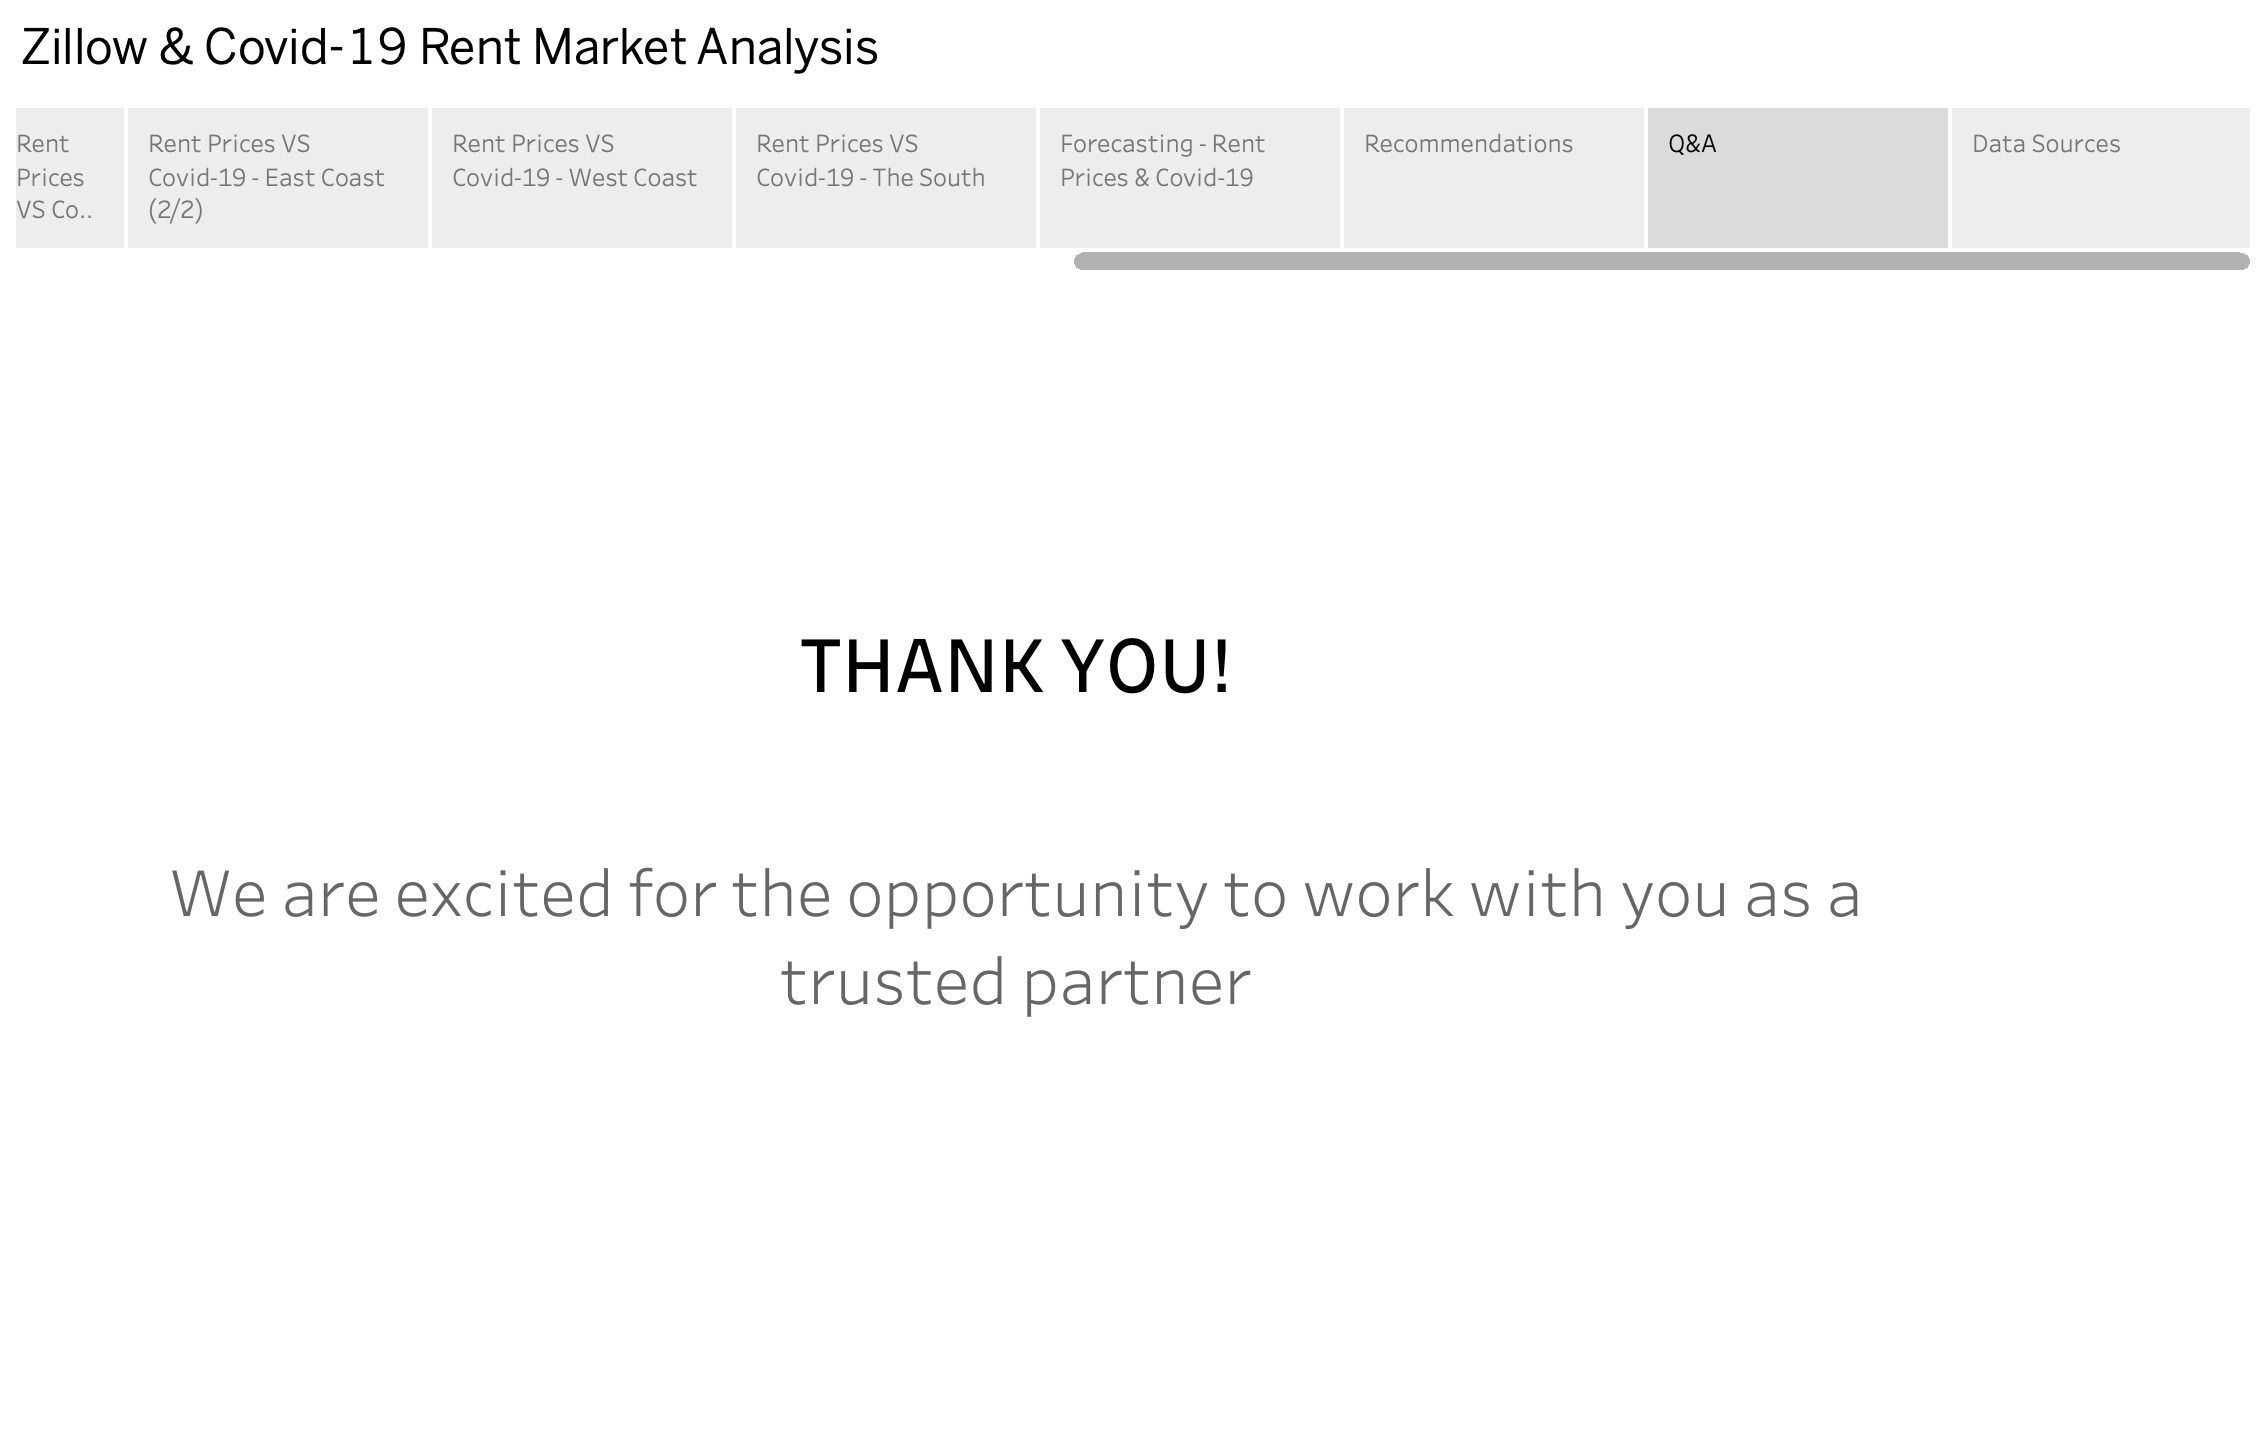 Zillow & Covid-19 Rent Market Analysis
Rent
Prices
VS Co..
Rent Prices VS
Covid-19 - East Coast
(2/2)
Rent Prices VS
Covid-19 - West Coast
Rent Prices VS
Covid-19 - The South
Forecasting - Rent
Prices & Covid-19
Recommendations
Q&A
Data Sources
THANK YOU!
We are excited for the opportunity to work with you as a
trusted partner